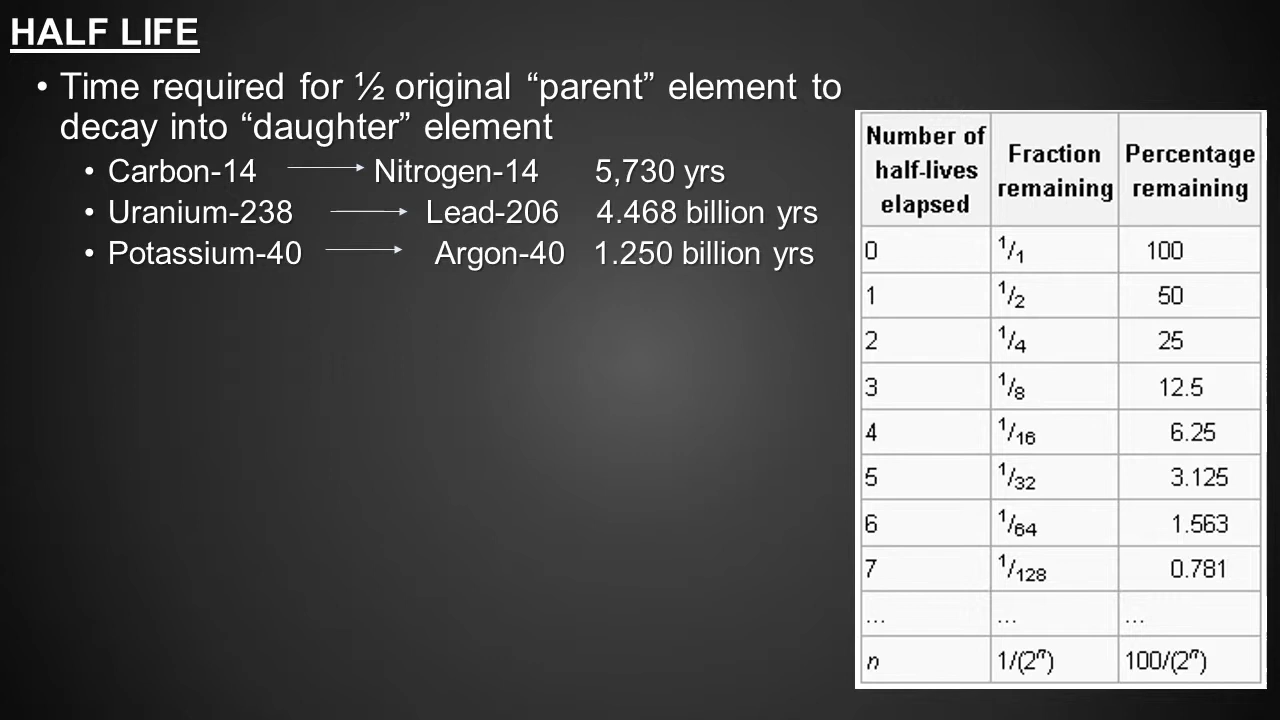 HALF LIFE
• Time required for ½ original “parent” element to
decay into “daughter” element
• Carbon-14 → Nitrogen-14 5,730 yrs
• Uranium-238 → Lead-206 4.468 billion yrs
• Potassium-40 → Argon-40 1.250 billion yrs
Number of half-lives elapsed Fraction remaining Percentage remaining
0 1/1 100
1 1/2 50
2 1/4 25
3 1/8 12.5
4 1/16 6.25
5 1/32 3.125
6 1/64 1.563
7 1/128 0.781
... ... ...
n 1/(2ⁿ) 100/(2ⁿ)